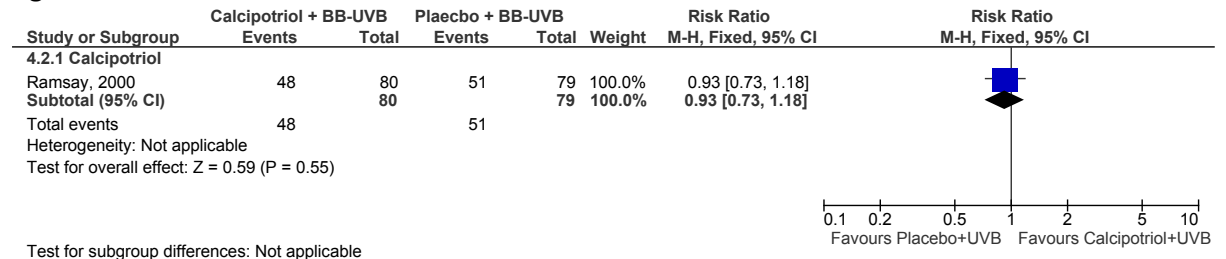 Calcipotriol + BB-UVB Plaecbo + BB-UVB Risk Ratio Risk Ratio
Study or Subgroup Events Total Events Total Weight M-H, Fixed, 95% CI M-H, Fixed, 95% CI
4.2.1 Calcipotriol
Ramsay, 2000 48 80 51 79 100.0% 0.93 [0.73, 1.18]
Subtotal (95% CI) 80 79 100.0% 0.93 [0.73, 1.18]
Total events 48 51
Heterogeneity: Not applicable
Test for overall effect: Z = 0.59 (P = 0.55)
0.1 0.2 0.5 1 2 5 10
Favours Placebo+UVB Favours Calcipotriol+UVB
Test for subgroup differences: Not applicable